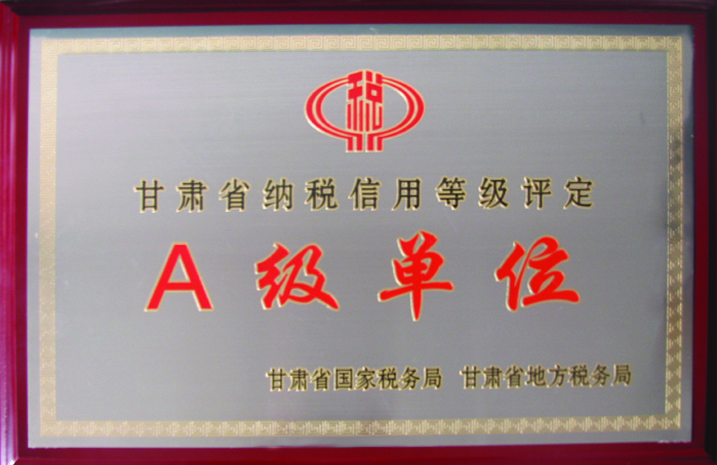 税
甘肃省纳税信用等级评定
A级单位
甘肃省国家税务局 甘肃省地方税务局